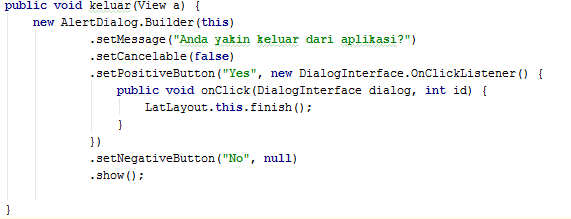 public void keluar(View a) {
new AlertDialog.Builder(this)
.setMessage("Anda yakin keluar dari aplikasi?")
.setCancelable(false)
.setPositiveButton("Yes", new DialogInterface.OnClickListener() {
public void onClick(DialogInterface dialog, int id) {
LatLayout.this.finish();
}
})
.setNegativeButton("No", null)
.show();
}